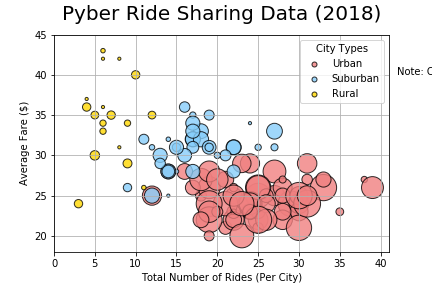 Pyber Ride Sharing Data (2018)
City Types
Urban
Suburban
Rural
Note: C
Average Fare ($)
45
40
35
30
25
20
0 5 10 15 20 25 30 35 40
Total Number of Rides (Per City)